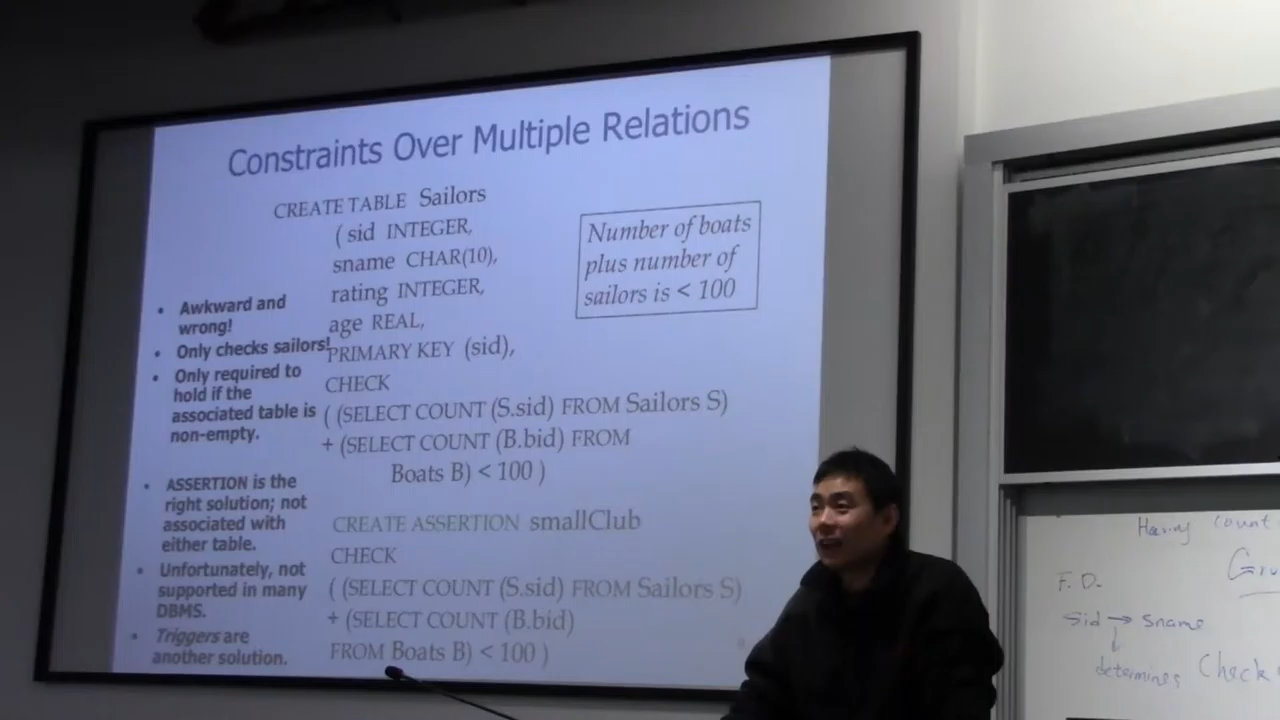 Constraints Over Multiple Relations
CREATE TABLE Sailors
( sid INTEGER,
sname CHAR(10),
rating INTEGER,
age REAL,
PRIMARY KEY (sid),
CHECK
( (SELECT COUNT (S.sid) FROM Sailors S)
+ (SELECT COUNT (B.bid) FROM
Boats B) < 100 )
Number of boats
plus number of
sailors is < 100
• Awkward and
wrong!
• Only checks sailors!
• Only required to
hold if the
associated table is
non-empty.
• ASSERTION is the
right solution; not
associated with
either table.
• Unfortunately, not
supported in many
DBMS.
• Triggers are
another solution.
CREATE ASSERTION smallClub
CHECK
( (SELECT COUNT (S.sid) FROM Sailors S)
+ (SELECT COUNT (B.bid)
FROM Boats B) < 100 )
Having Count
F. D.
sid → sname
determines Check